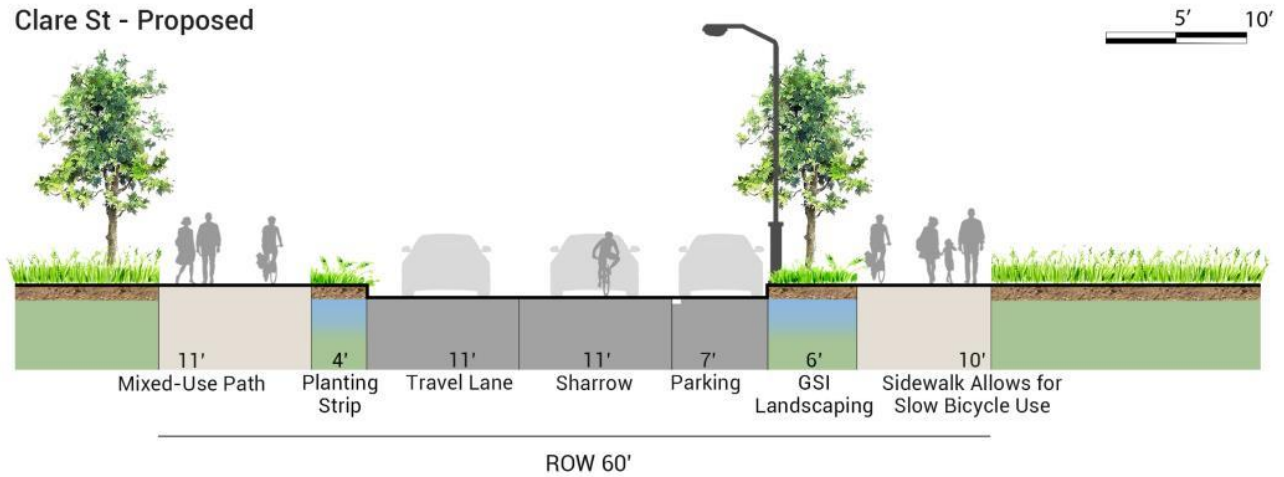 Clare St - Proposed
5' 10'
11' 4' 11' 11' 7' 6' 10'
Mixed-Use Path
Planting
Strip
Travel Lane
Sharrow
Parking
GSI
Landscaping
Sidewalk Allows for
Slow Bicycle Use
ROW 60'